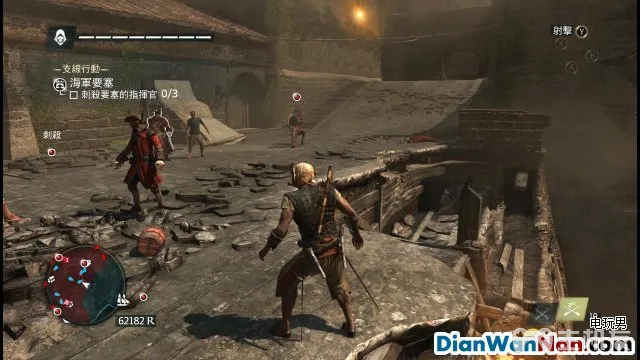 射擊 Y
—支線行動—
海軍要塞
刺殺要塞的指揮官 0/3
刺殺
62182 R
电玩男
DianWanNan.com